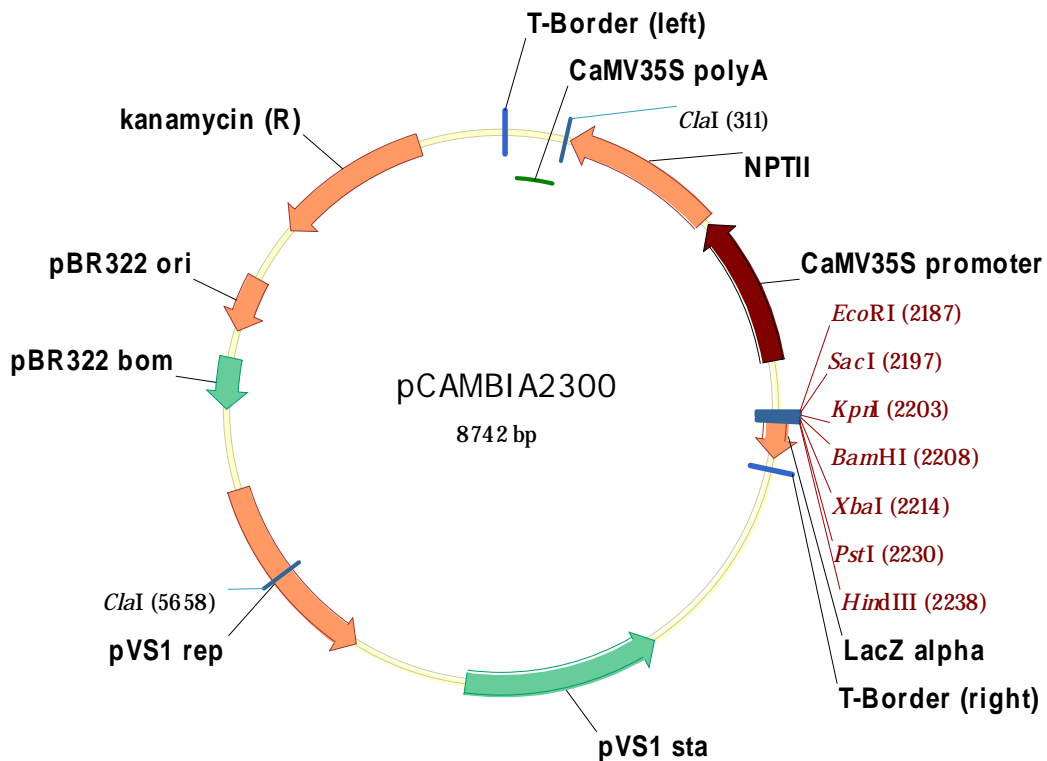 T-Border (left)
CaMV35S polyA
kanamycin (R)
ClaI (311)
NPTII
pBR322 ori
CaMV35S promoter
EcoRI (2187)
pBR322 bom
SacI (2197)
pCAMBIA2300
KpnI (2203)
8742 bp
BamHI (2208)
XbaI (2214)
PstI (2230)
ClaI (5658)
HindIII (2238)
pVS1 rep
LacZ alpha
T-Border (right)
pVS1 sta